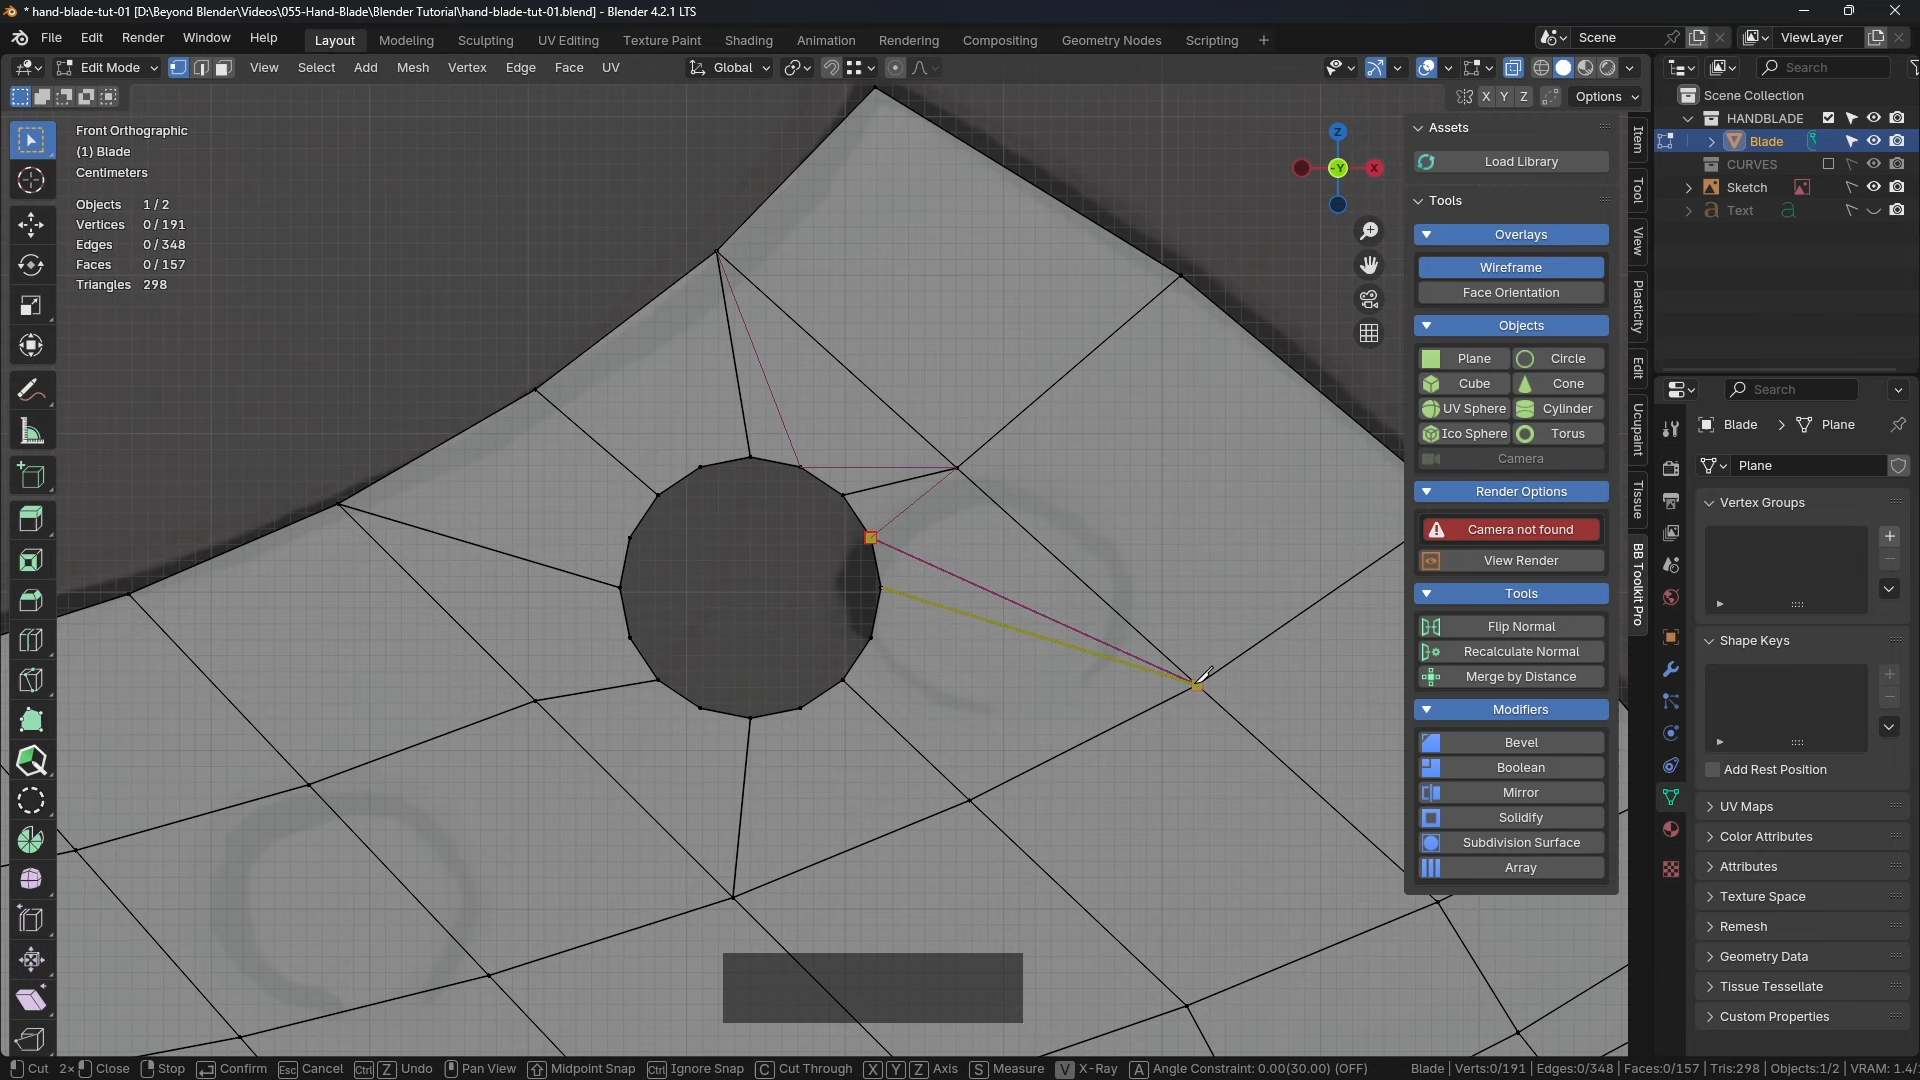 * hand-blade-tut-01 [D:\Beyond Blender\Videos\055-Hand-Blade\Blender Tutorial\hand-blade-tut-01.blend] - Blender 4.2.1 LTS
File Edit Render Window Help Layout Modeling Sculpting UV Editing Texture Paint Shading Animation Rendering Compositing Geometry Nodes Scripting + Scene ViewLayer
Edit Mode View Select Add Mesh Vertex Edge Face UV Global Search
X Y Z Options
Front Orthographic
(1) Blade
Centimeters
Objects 1/2
Vertices 0/191
Edges 0/348
Faces 0/157
Triangles 298
Z
-Y
X
Assets
Load Library
Tools
Overlays
Wireframe
Face Orientation
Objects
Plane Circle
Cube Cone
UV Sphere Cylinder
Ico Sphere Torus
Camera
Render Options
Camera not found
View Render
Tools
Flip Normal
Recalculate Normal
Merge by Distance
Modifiers
Bevel
Boolean
Mirror
Solidify
Subdivision Surface
Array
Item
Tool
View
Plasticity
Edit
Ucupaint
Tissue
BB Toolkit Pro
Scene Collection
HANDBLADE
Blade
CURVES
Sketch
Text
Search
Blade > Plane
Plane
Vertex Groups
Shape Keys
Add Rest Position
UV Maps
Color Attributes
Attributes
Texture Space
Remesh
Geometry Data
Tissue Tessellate
Custom Properties
Cut 2× Close Stop Confirm Esc Cancel Ctrl Z Undo Pan View Midpoint Snap Ctrl Ignore Snap C Cut Through X Y Z Axis S Measure V X-Ray A Angle Constraint: 0.00(30.00) (OFF) Blade | Verts:0/191 | Edges:0/348 | Faces:0/157 | Tris:298 | Objects:1/2 | VRAM: 1.4/